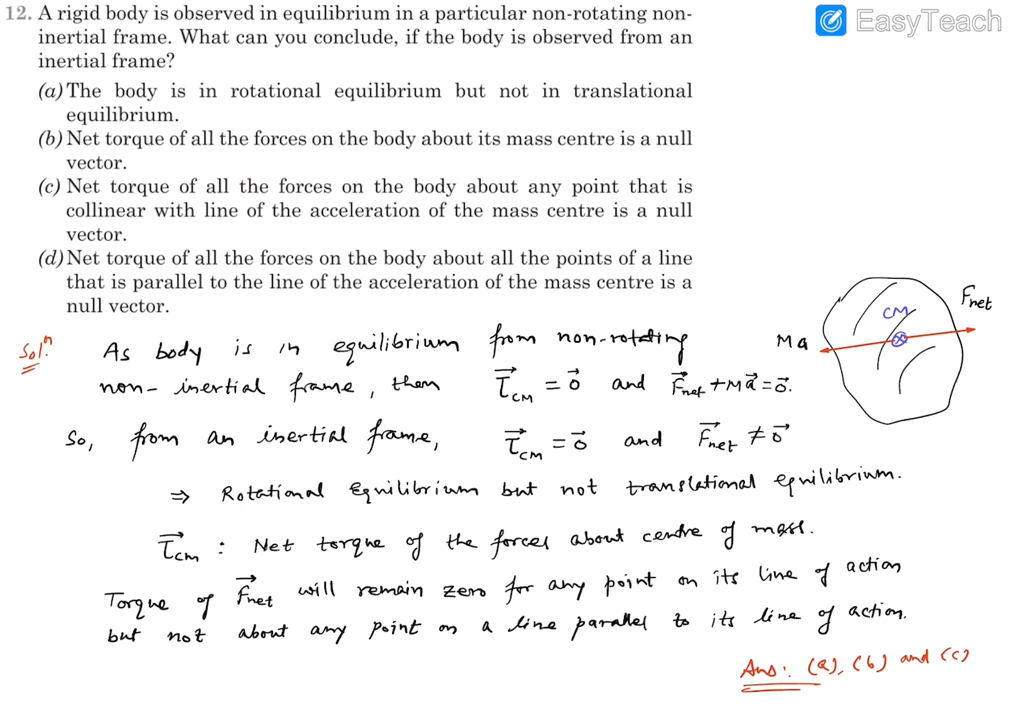 12. A rigid body is observed in equilibrium in a particular non-rotating non-
inertial frame. What can you conclude, if the body is observed from an
inertial frame?
(a) The body is in rotational equilibrium but not in translational
equilibrium.
(b) Net torque of all the forces on the body about its mass centre is a null
vector.
(c) Net torque of all the forces on the body about any point that is
collinear with line of the acceleration of the mass centre is a null
vector.
(d) Net torque of all the forces on the body about all the points of a line
that is parallel to the line of the acceleration of the mass centre is a
null vector.
EasyTeach
Fnet
CM
Ma
Solⁿ. As body is in equilibrium from non-rotating
non-inertial frame, then τ⃗CM = 0⃗ and F⃗net + Ma⃗ = 0⃗.
So, from an inertial frame, τ⃗CM = 0⃗ and F⃗net ≠ 0⃗
⇒ Rotational Equilibrium but not translational equilibrium.
τ⃗cm : Net torque of the forces about centre of mass.
Torque of F⃗net will remain zero for any point on its line of action
but not about any point on a line parallel to its line of action.
Ans: (a), (b) and (c)